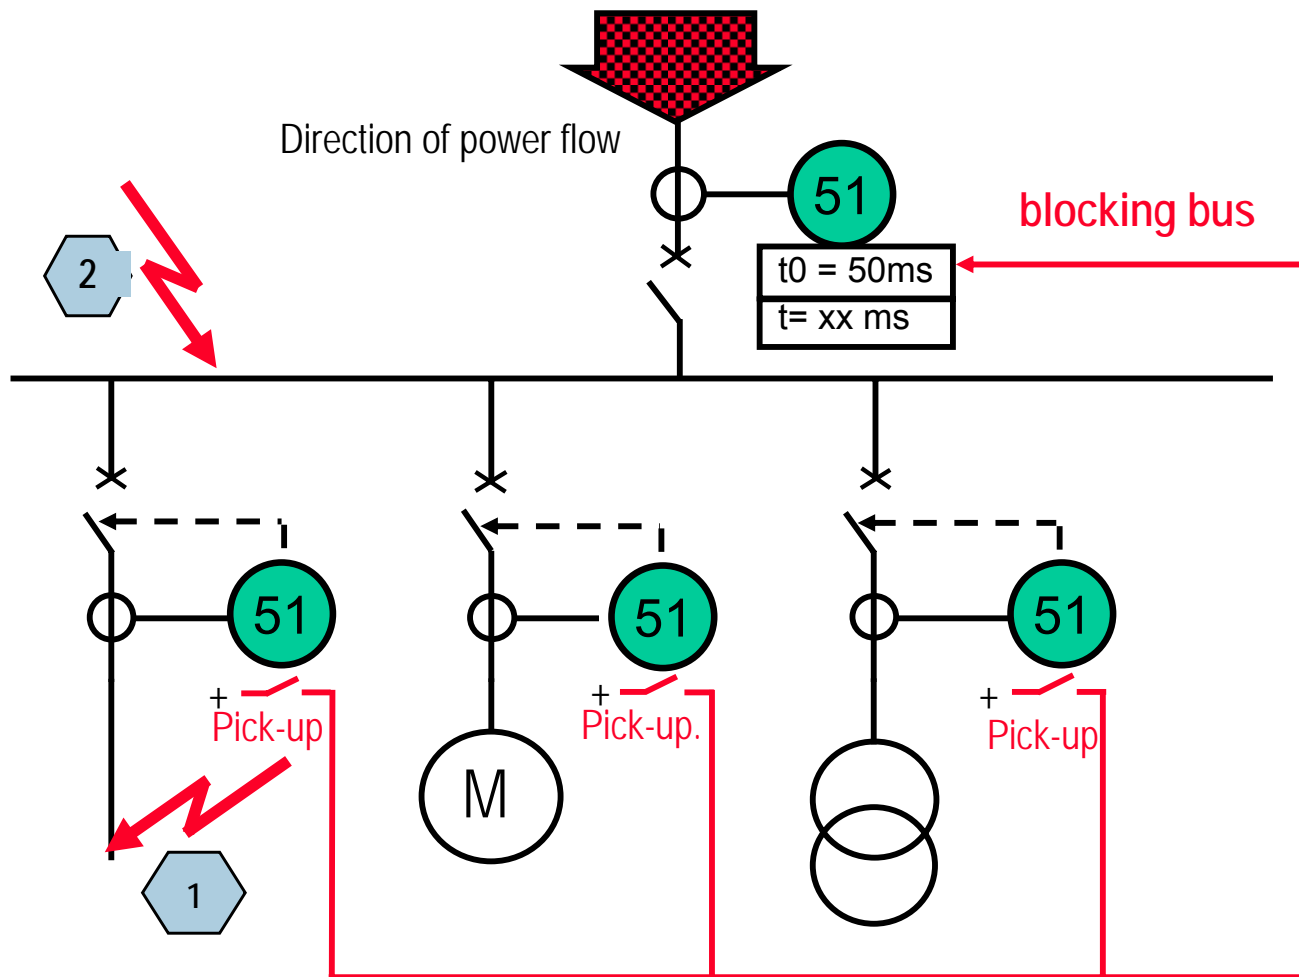 Direction of power flow
51
blocking bus
2
t0 = 50ms
t= xx ms
51
51
51
+
Pick-up
+
Pick-up.
+
Pick-up
M
1